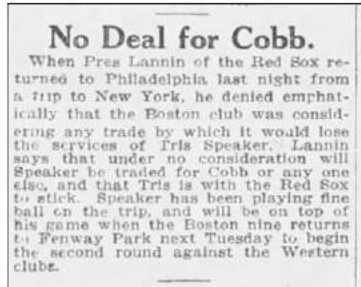 No Deal for Cobb.
When Pres Lannin of the Red Sox re-
turned to Philadelphia last night from
a trip to New York, he denied emphat-
ically that the Boston club was consid-
ering any trade by which it would lose
the services of Tris Speaker. Lannin
says that under no consideration will
Speaker be traded for Cobb or any one
else, and that Tris is with the Red Sox
to stick. Speaker has been playing fine
ball on the trip, and will be on top of
his game when the Boston nine returns
to Fenway Park next Tuesday to begin
the second round against the Western
clubs.